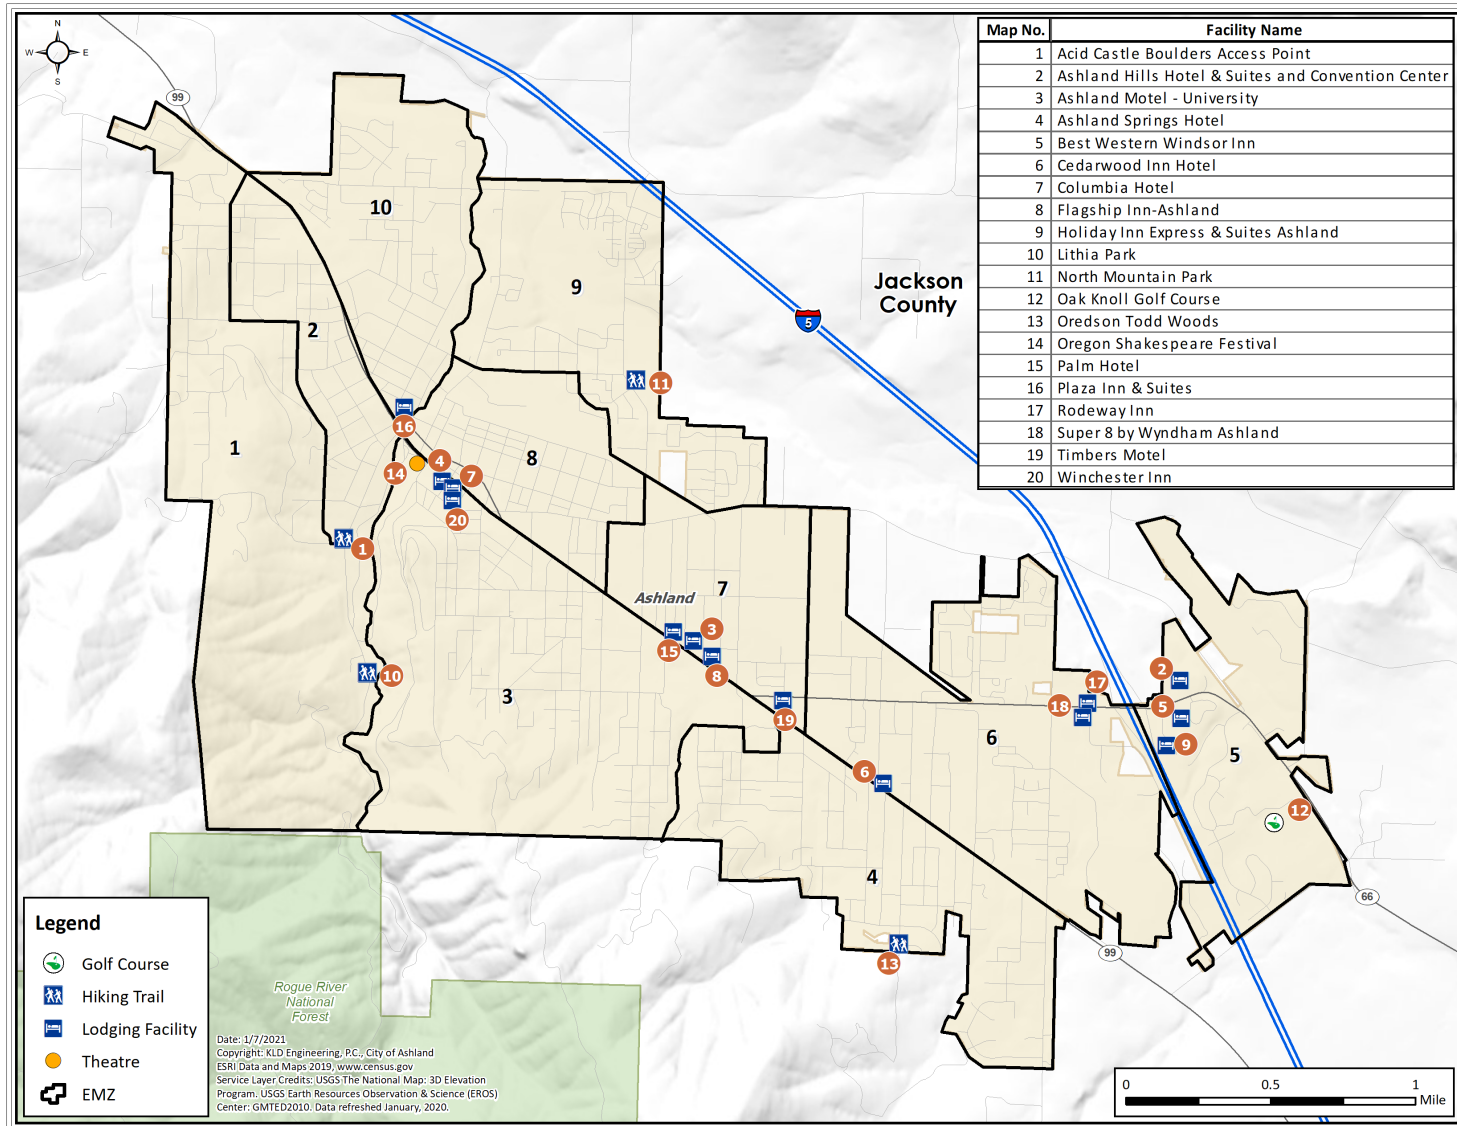 Map No. Facility Name
1 Acid Castle Boulders Access Point
2 Ashland Hills Hotel & Suites and Convention Center
3 Ashland Motel - University
4 Ashland Springs Hotel
5 Best Western Windsor Inn
6 Cedarwood Inn Hotel
7 Columbia Hotel
8 Flagship Inn-Ashland
9 Holiday Inn Express & Suites Ashland
10 Lithia Park
11 North Mountain Park
12 Oak Knoll Golf Course
13 Oredson Todd Woods
14 Oregon Shakespeare Festival
15 Palm Hotel
16 Plaza Inn & Suites
17 Rodeway Inn
18 Super 8 by Wyndham Ashland
19 Timbers Motel
20 Winchester Inn
N
W E
S
99
10
9
2
Jackson
County
5
11
1
16
8
14
4
7
20
1
7
Ashland
3
15
8
10
3
19
2
17
18
5
9
6
5
6
12
4
13
66
99
Legend
Golf Course
Hiking Trail
Lodging Facility
Theatre
EMZ
Rogue River
National
Forest
Date: 1/7/2021
Copyright: KLD Engineering, P.C., City of Ashland
ESRI Data and Maps 2019, www.census.gov
Service Layer Credits: USGS The National Map: 3D Elevation
Program. USGS Earth Resources Observation & Science (EROS)
Center: GMTED2010. Data refreshed January, 2020.
0 0.5 1
Mile